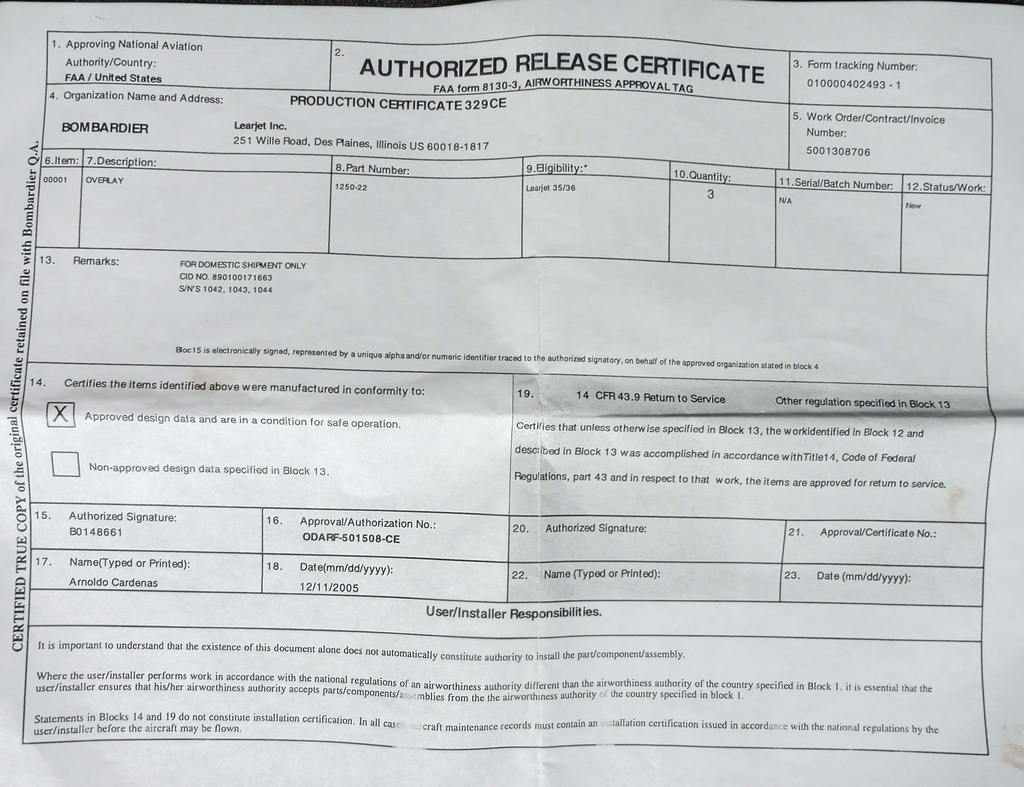 1. Approving National Aviation
Authority/Country:
FAA / United States
2.
AUTHORIZED RELEASE CERTIFICATE
FAA form 8130-3, AIRWORTHINESS APPROVAL TAG
3. Form tracking Number:
010000402493 - 1
4. Organization Name and Address:
PRODUCTION CERTIFICATE 329CE
BOMBARDIER
Learjet Inc.
251 Wille Road, Des Plaines, Illinois US 60018-1817
5. Work Order/Contract/Invoice
Number:
5001308706
6.Item:
7.Description:
8.Part Number:
9.Eligibility:*
10.Quantity:
11.Serial/Batch Number:
12.Status/Work:
00001
OVERLAY
1250-22
Learjet 35/36
3
N/A
New
13. Remarks:
FOR DOMESTIC SHIPMENT ONLY
CID NO. 890100171663
S/N'S 1042, 1043, 1044
Bloc15 is electronically signed, represented by a unique alpha and/or numeric identifier traced to the authorized signatory, on behalf of the approved organization stated in block 4
14. Certifies the items identified above were manufactured in conformity to:
X Approved design data and are in a condition for safe operation.
Non-approved design data specified in Block 13.
19. 14 CFR 43.9 Return to Service Other regulation specified in Block 13
Certifies that unless otherwise specified in Block 13, the workidentified in Block 12 and
described in Block 13 was accomplished in accordance withTitle14, Code of Federal
Regulations, part 43 and in respect to that work, the items are approved for return to service.
15. Authorized Signature:
B0148661
16. Approval/Authorization No.:
ODARF-501508-CE
20. Authorized Signature:
21. Approval/Certificate No.:
17. Name(Typed or Printed):
Arnoldo Cardenas
18. Date(mm/dd/yyyy):
12/11/2005
22. Name (Typed or Printed):
23. Date (mm/dd/yyyy):
User/Installer Responsibilities.
It is important to understand that the existence of this document alone does not automatically constitute authority to install the part/component/assembly.
Where the user/installer performs work in accordance with the national regulations of an airworthiness authority different than the airworthiness authority of the country specified in Block 1, it is essential that the
user/installer ensures that his/her airworthiness authority accepts parts/components/assemblies from the the airworthiness authority of the country specified in block 1.
Statements in Blocks 14 and 19 do not constitute installation certification. In all cases, aircraft maintenance records must contain an installation certification issued in accordance with the national regulations by the
user/installer before the aircraft may be flown.
CERTIFIED TRUE COPY of the original certificate retained on file with Bombardier Q.A.